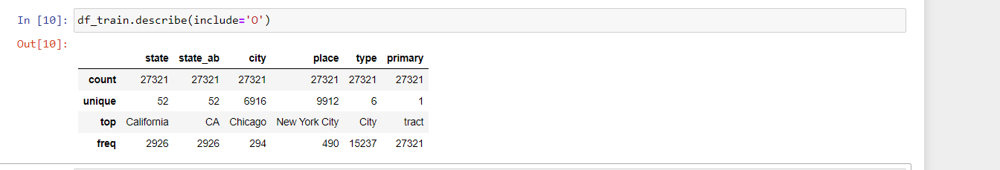 In [10]: df_train.describe(include='O')
Out[10]:
state state_ab city place type primary
count 27321 27321 27321 27321 27321 27321
unique 52 52 6916 9912 6 1
top California CA Chicago New York City City tract
freq 2926 2926 294 490 15237 27321